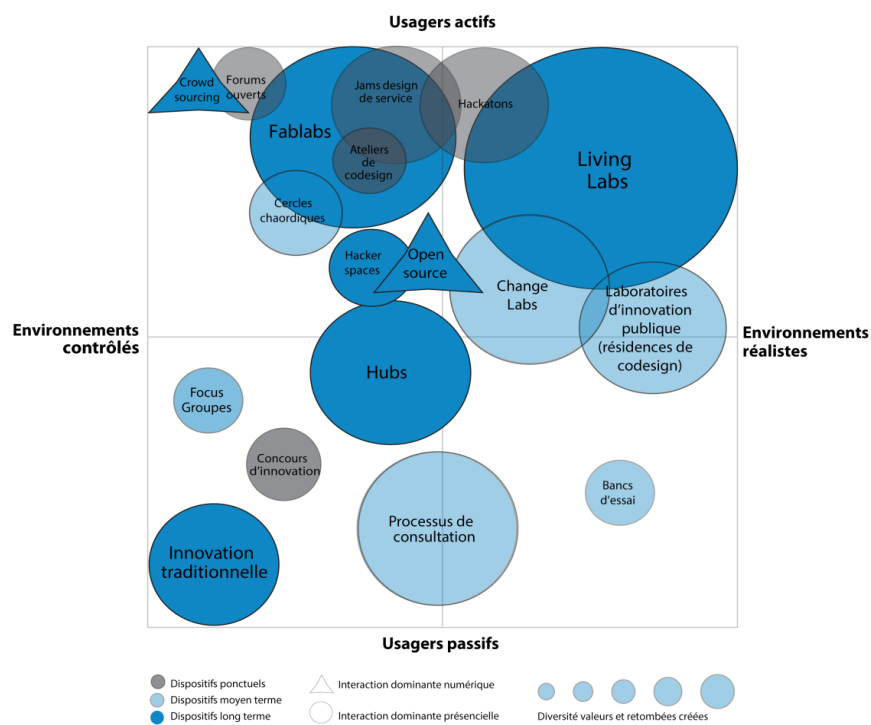 Usagers actifs
Crowd
sourcing
Forums
ouverts
Jams design
de service
Hackatons
Fablabs
Ateliers
de
codesign
Living
Labs
Cercles
chaordiques
Hacker
spaces
Open
source
Change
Labs
Laboratoires
d'innovation
publique
(résidences de
codesign)
Environnements
contrôlés
Environnements
réalistes
Hubs
Focus
Groupes
Concours
d'innovation
Bancs
d'essai
Processus de
consultation
Innovation
traditionnelle
Usagers passifs
Dispositifs ponctuels
Dispositifs moyen terme
Dispositifs long terme
Interaction dominante numérique
Interaction dominante présencielle
Diversité valeurs et retombées créées